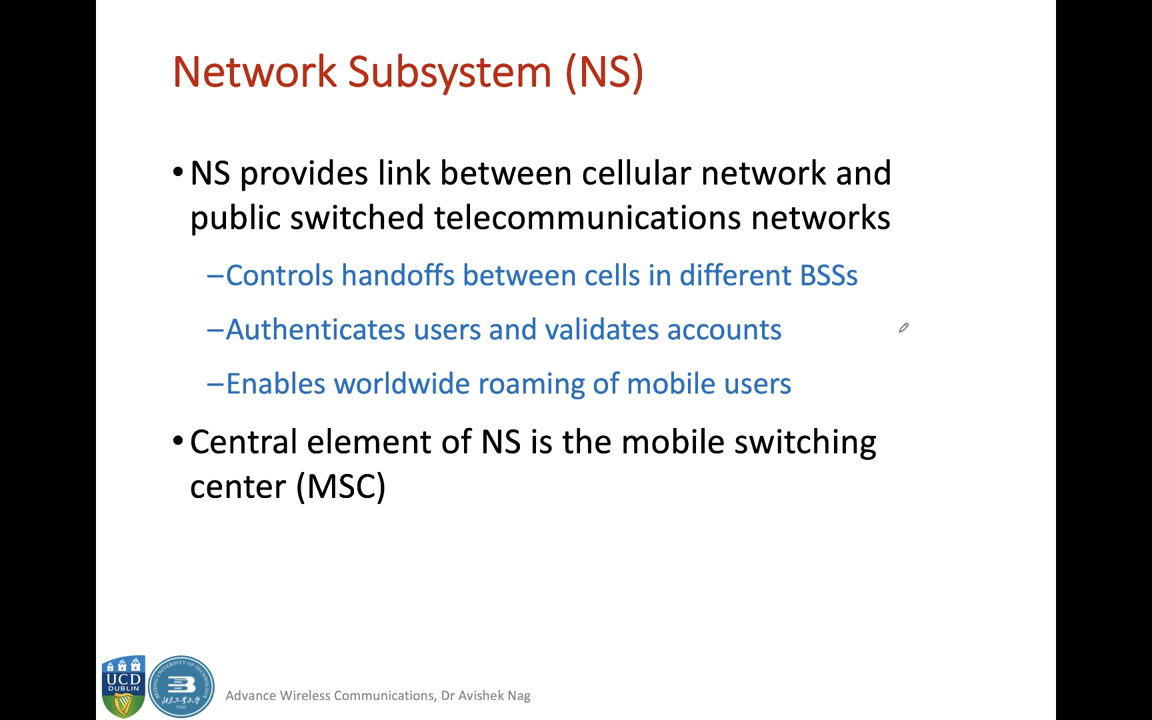 Network Subsystem (NS)
• NS provides link between cellular network and
public switched telecommunications networks
–Controls handoffs between cells in different BSSs
–Authenticates users and validates accounts
–Enables worldwide roaming of mobile users
• Central element of NS is the mobile switching
center (MSC)
UCD
DUBLIN
Advance Wireless Communications, Dr Avishek Nag